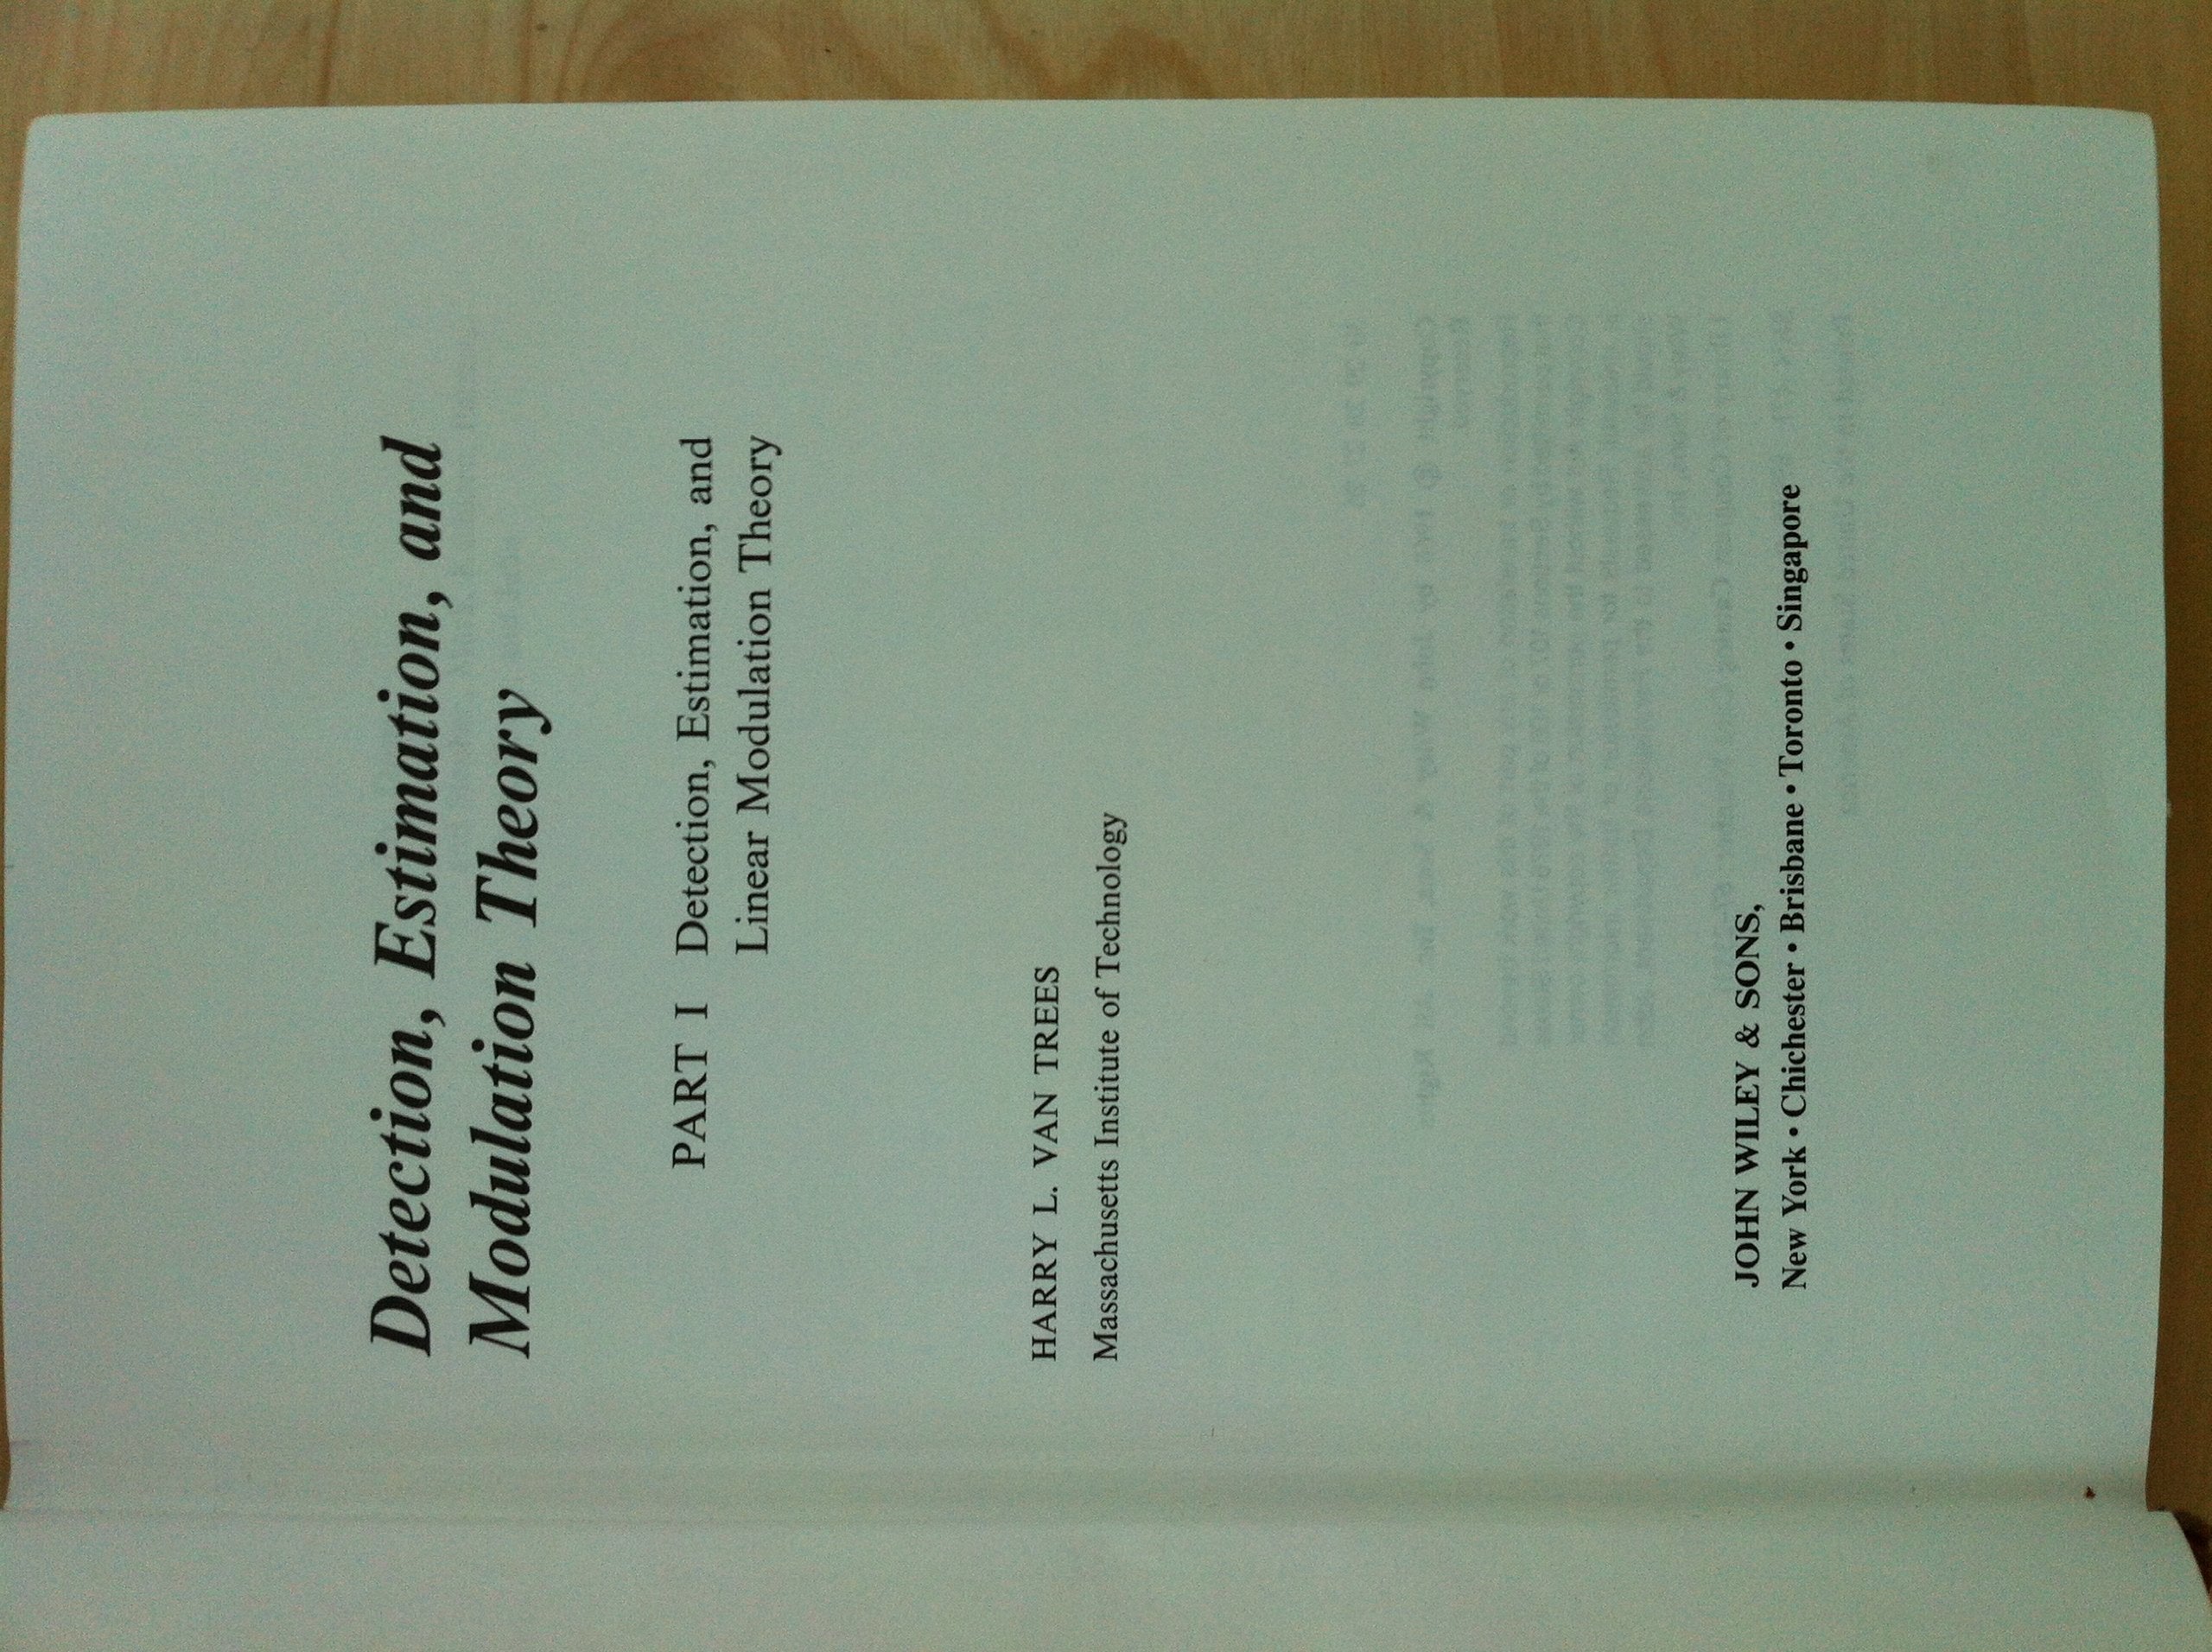 Detection, Estimation, and
Modulation Theory
PART I Detection, Estimation, and
Linear Modulation Theory
HARRY L. VAN TREES
Massachusetts Institute of Technology
JOHN WILEY & SONS,
New York • Chichester • Brisbane • Toronto • Singapore